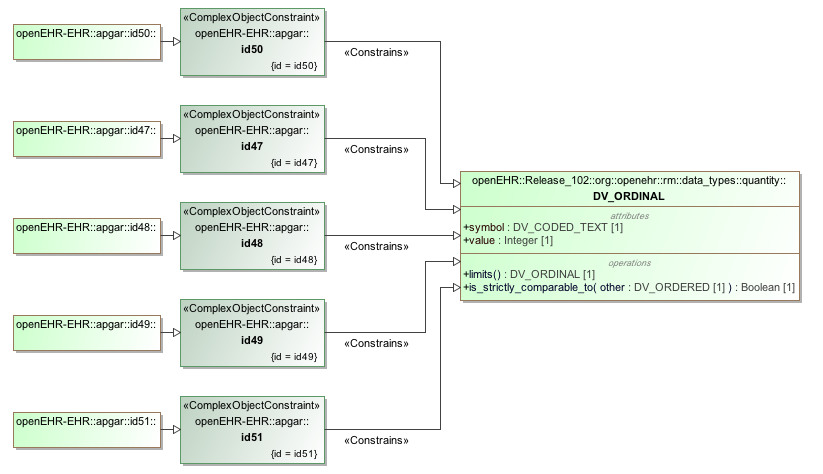 openEHR-EHR::apgar::id50::
«ComplexObjectConstraint»
openEHR-EHR::apgar::
id50
{id = id50}
«Constrains»
openEHR-EHR::apgar::id47::
«ComplexObjectConstraint»
openEHR-EHR::apgar::
id47
{id = id47}
«Constrains»
openEHR-EHR::apgar::id48::
«ComplexObjectConstraint»
openEHR-EHR::apgar::
id48
{id = id48}
«Constrains»
openEHR-EHR::apgar::id49::
«ComplexObjectConstraint»
openEHR-EHR::apgar::
id49
{id = id49}
«Constrains»
openEHR-EHR::apgar::id51::
«ComplexObjectConstraint»
openEHR-EHR::apgar::
id51
{id = id51}
«Constrains»
openEHR::Release_102::org::openehr::rm::data_types::quantity::
DV_ORDINAL
attributes
+symbol : DV_CODED_TEXT [1]
+value : Integer [1]
operations
+limits() : DV_ORDINAL [1]
+is_strictly_comparable_to( other : DV_ORDERED [1] ) : Boolean [1]